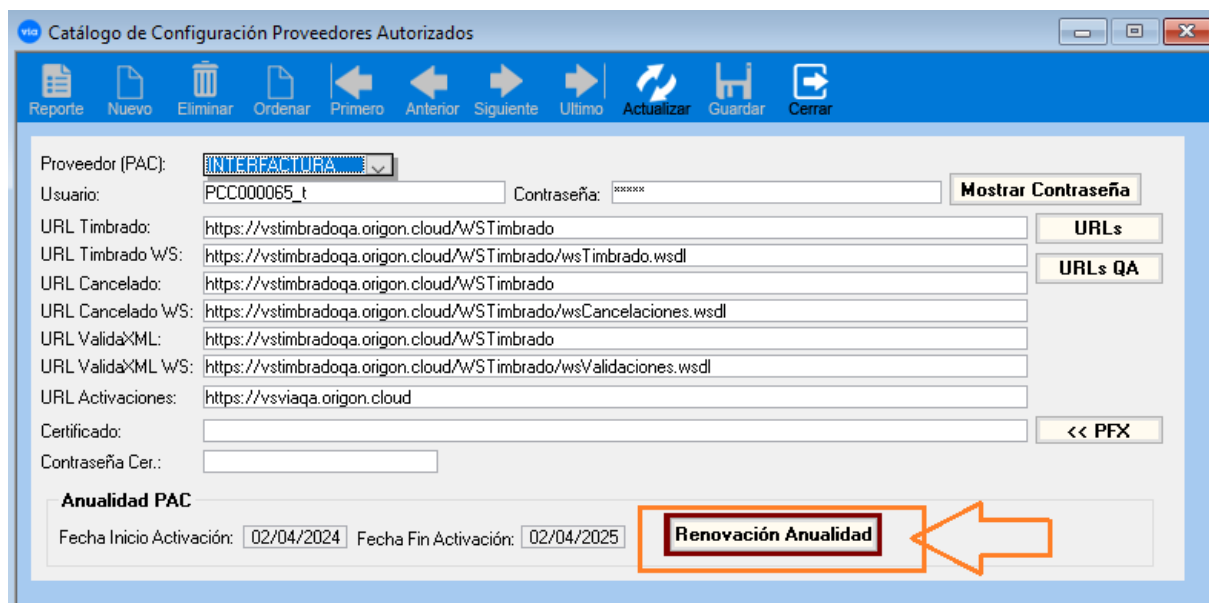 via Catálogo de Configuración Proveedores Autorizados
Reporte Nuevo Eliminar Ordenar Primero Anterior Siguiente Ultimo Actualizar Guardar Cerrar
Proveedor (PAC): INTERFACTURA
Usuario: PCC000065_t Contraseña: ***** Mostrar Contraseña
URL Timbrado: https://vstimbradoqa.origon.cloud/WSTimbrado URLs
URL Timbrado WS: https://vstimbradoqa.origon.cloud/WSTimbrado/wsTimbrado.wsdl
URLs QA
URL Cancelado: https://vstimbradoqa.origon.cloud/WSTimbrado
URL Cancelado WS: https://vstimbradoqa.origon.cloud/WSTimbrado/wsCancelaciones.wsdl
URL ValidaXML: https://vstimbradoqa.origon.cloud/WSTimbrado
URL ValidaXML WS: https://vstimbradoqa.origon.cloud/WSTimbrado/wsValidaciones.wsdl
URL Activaciones: https://vsviaqa.origon.cloud
Certificado: << PFX
Contraseña Cer.:
Anualidad PAC
Fecha Inicio Activación: 02/04/2024 Fecha Fin Activación: 02/04/2025 Renovación Anualidad